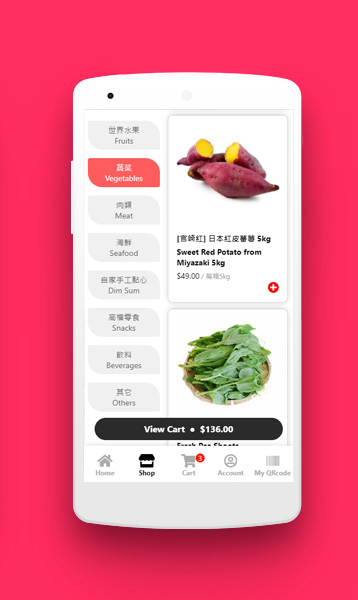 世界水果
Fruits
蔬菜
Vegetables
肉類
Meat
海鮮
Seafood
自家手工點心
Dim Sum
高檔零食
Snacks
飲料
Beverages
其它
Others
[宮崎紅] 日本紅皮蕃薯 5kg
Sweet Red Potato from
Miyazaki 5kg
$49.00 / 每箱5kg
Fresh Pea Shoots
View Cart ● $136.00
Home
Shop
3
Cart
Account
My QRcode